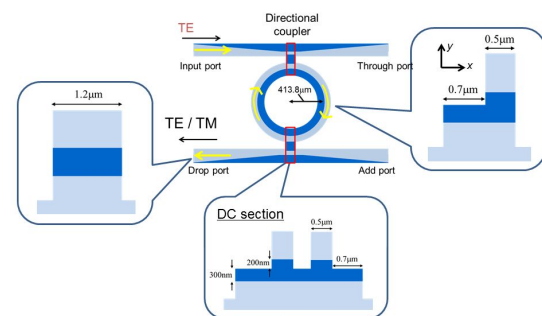 TE
Directional
coupler
Input port
Through port
413.8μm
TE / TM
Drop port
Add port
1.2μm
y
x
0.5μm
0.7μm
DC section
0.5μm
200nm
0.7μm
300nm